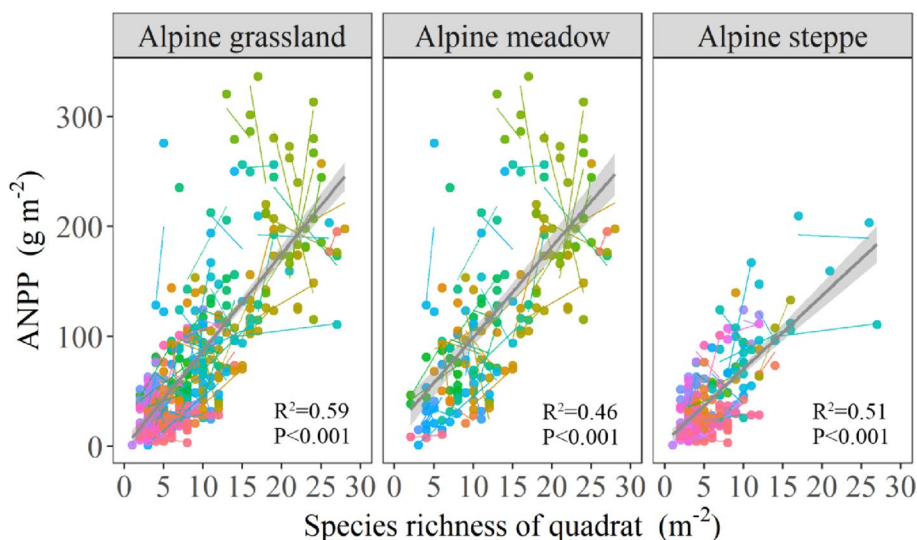 Alpine grassland Alpine meadow Alpine steppe
ANPP (g m⁻²)
300
200
100
0
R²=0.59
P<0.001
R²=0.46
P<0.001
R²=0.51
P<0.001
0 5 10 15 20 25 30 0 5 10 15 20 25 30 0 5 10 15 20 25 30
Species richness of quadrat (m⁻²)